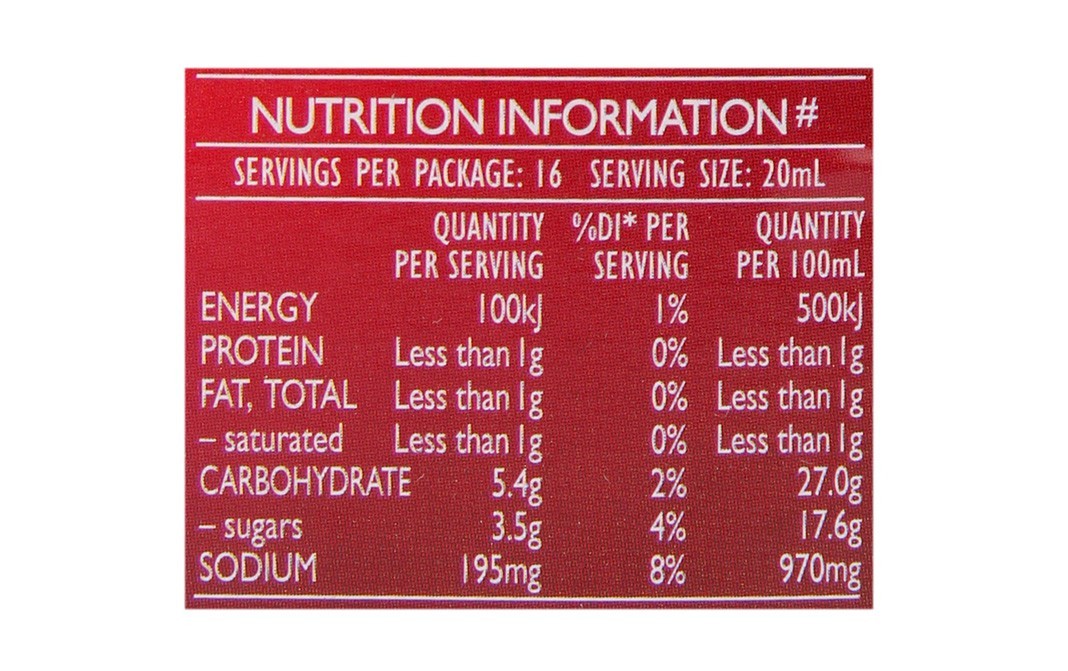 NUTRITION INFORMATION #
SERVINGS PER PACKAGE: 16 SERVING SIZE: 20mL
QUANTITY %DI* PER QUANTITY
PER SERVING SERVING PER 100mL
ENERGY 100kJ 1% 500kJ
PROTEIN Less than 1g 0% Less than 1g
FAT, TOTAL Less than 1g 0% Less than 1g
– saturated Less than 1g 0% Less than 1g
CARBOHYDRATE 5.4g 2% 27.0g
– sugars 3.5g 4% 17.6g
SODIUM 195mg 8% 970mg